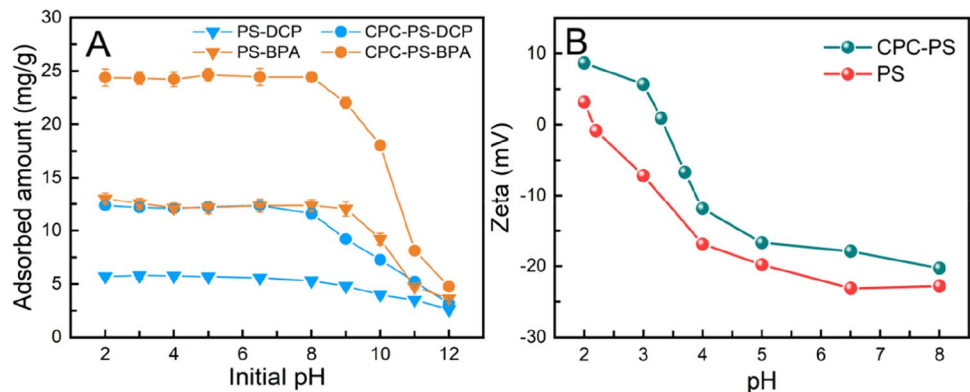 A
PS-DCP
CPC-PS-DCP
PS-BPA
CPC-PS-BPA
Adsorbed amount (mg/g)
30
25
20
15
10
5
0
2
4
6
8
10
12
Initial pH
B
CPC-PS
PS
Zeta (mV)
10
0
-10
-20
-30
2
3
4
5
6
7
8
pH